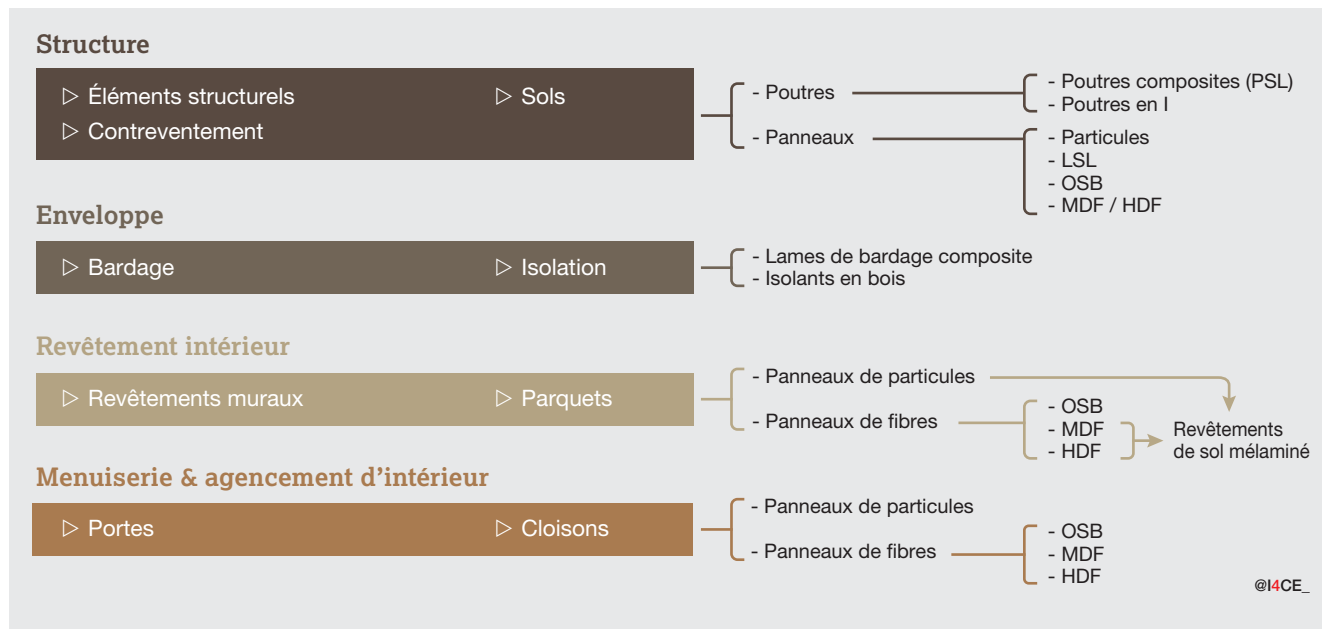 Structure
▷ Éléments structurels
▷ Sols
▷ Contreventement
- Poutres
- Poutres composites (PSL)
- Poutres en I
- Panneaux
- Particules
- LSL
- OSB
- MDF / HDF
Enveloppe
▷ Bardage
▷ Isolation
- Lames de bardage composite
- Isolants en bois
Revêtement intérieur
▷ Revêtements muraux
▷ Parquets
- Panneaux de particules
- Panneaux de fibres
- OSB
- MDF
- HDF
Revêtements
de sol mélaminé
Menuiserie & agencement d’intérieur
▷ Portes
▷ Cloisons
- Panneaux de particules
- Panneaux de fibres
- OSB
- MDF
- HDF
@I4CE_